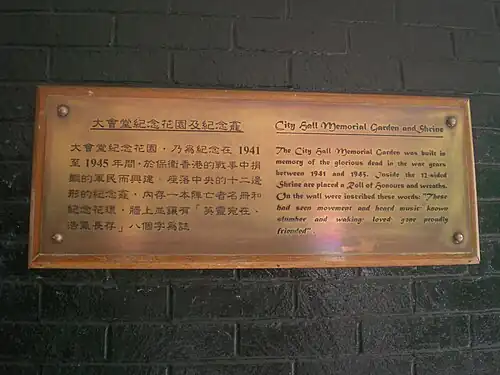 大會堂紀念花園及紀念龕
大會堂紀念花園，乃為紀念在 1941
至 1945 年間，於保衛香港的戰爭中捐
軀的軍民而興建。座落中央的十二邊
形的紀念龕，內存一本陣亡者名冊和
紀念花環，牆上並鑲有「英靈宛在，
浩氣長存」八個字為誌
City Hall Memorial Garden and Shrine
The City Hall Memorial Garden was built in
memory of the glorious dead in the war years
between 1941 and 1945. Inside the 12-sided
Shrine are placed a Roll of Honours and wreaths.
On the wall were inscribed these words: "These
had seen movement and heard music known
slumber and waking loved gone proudly
friended".